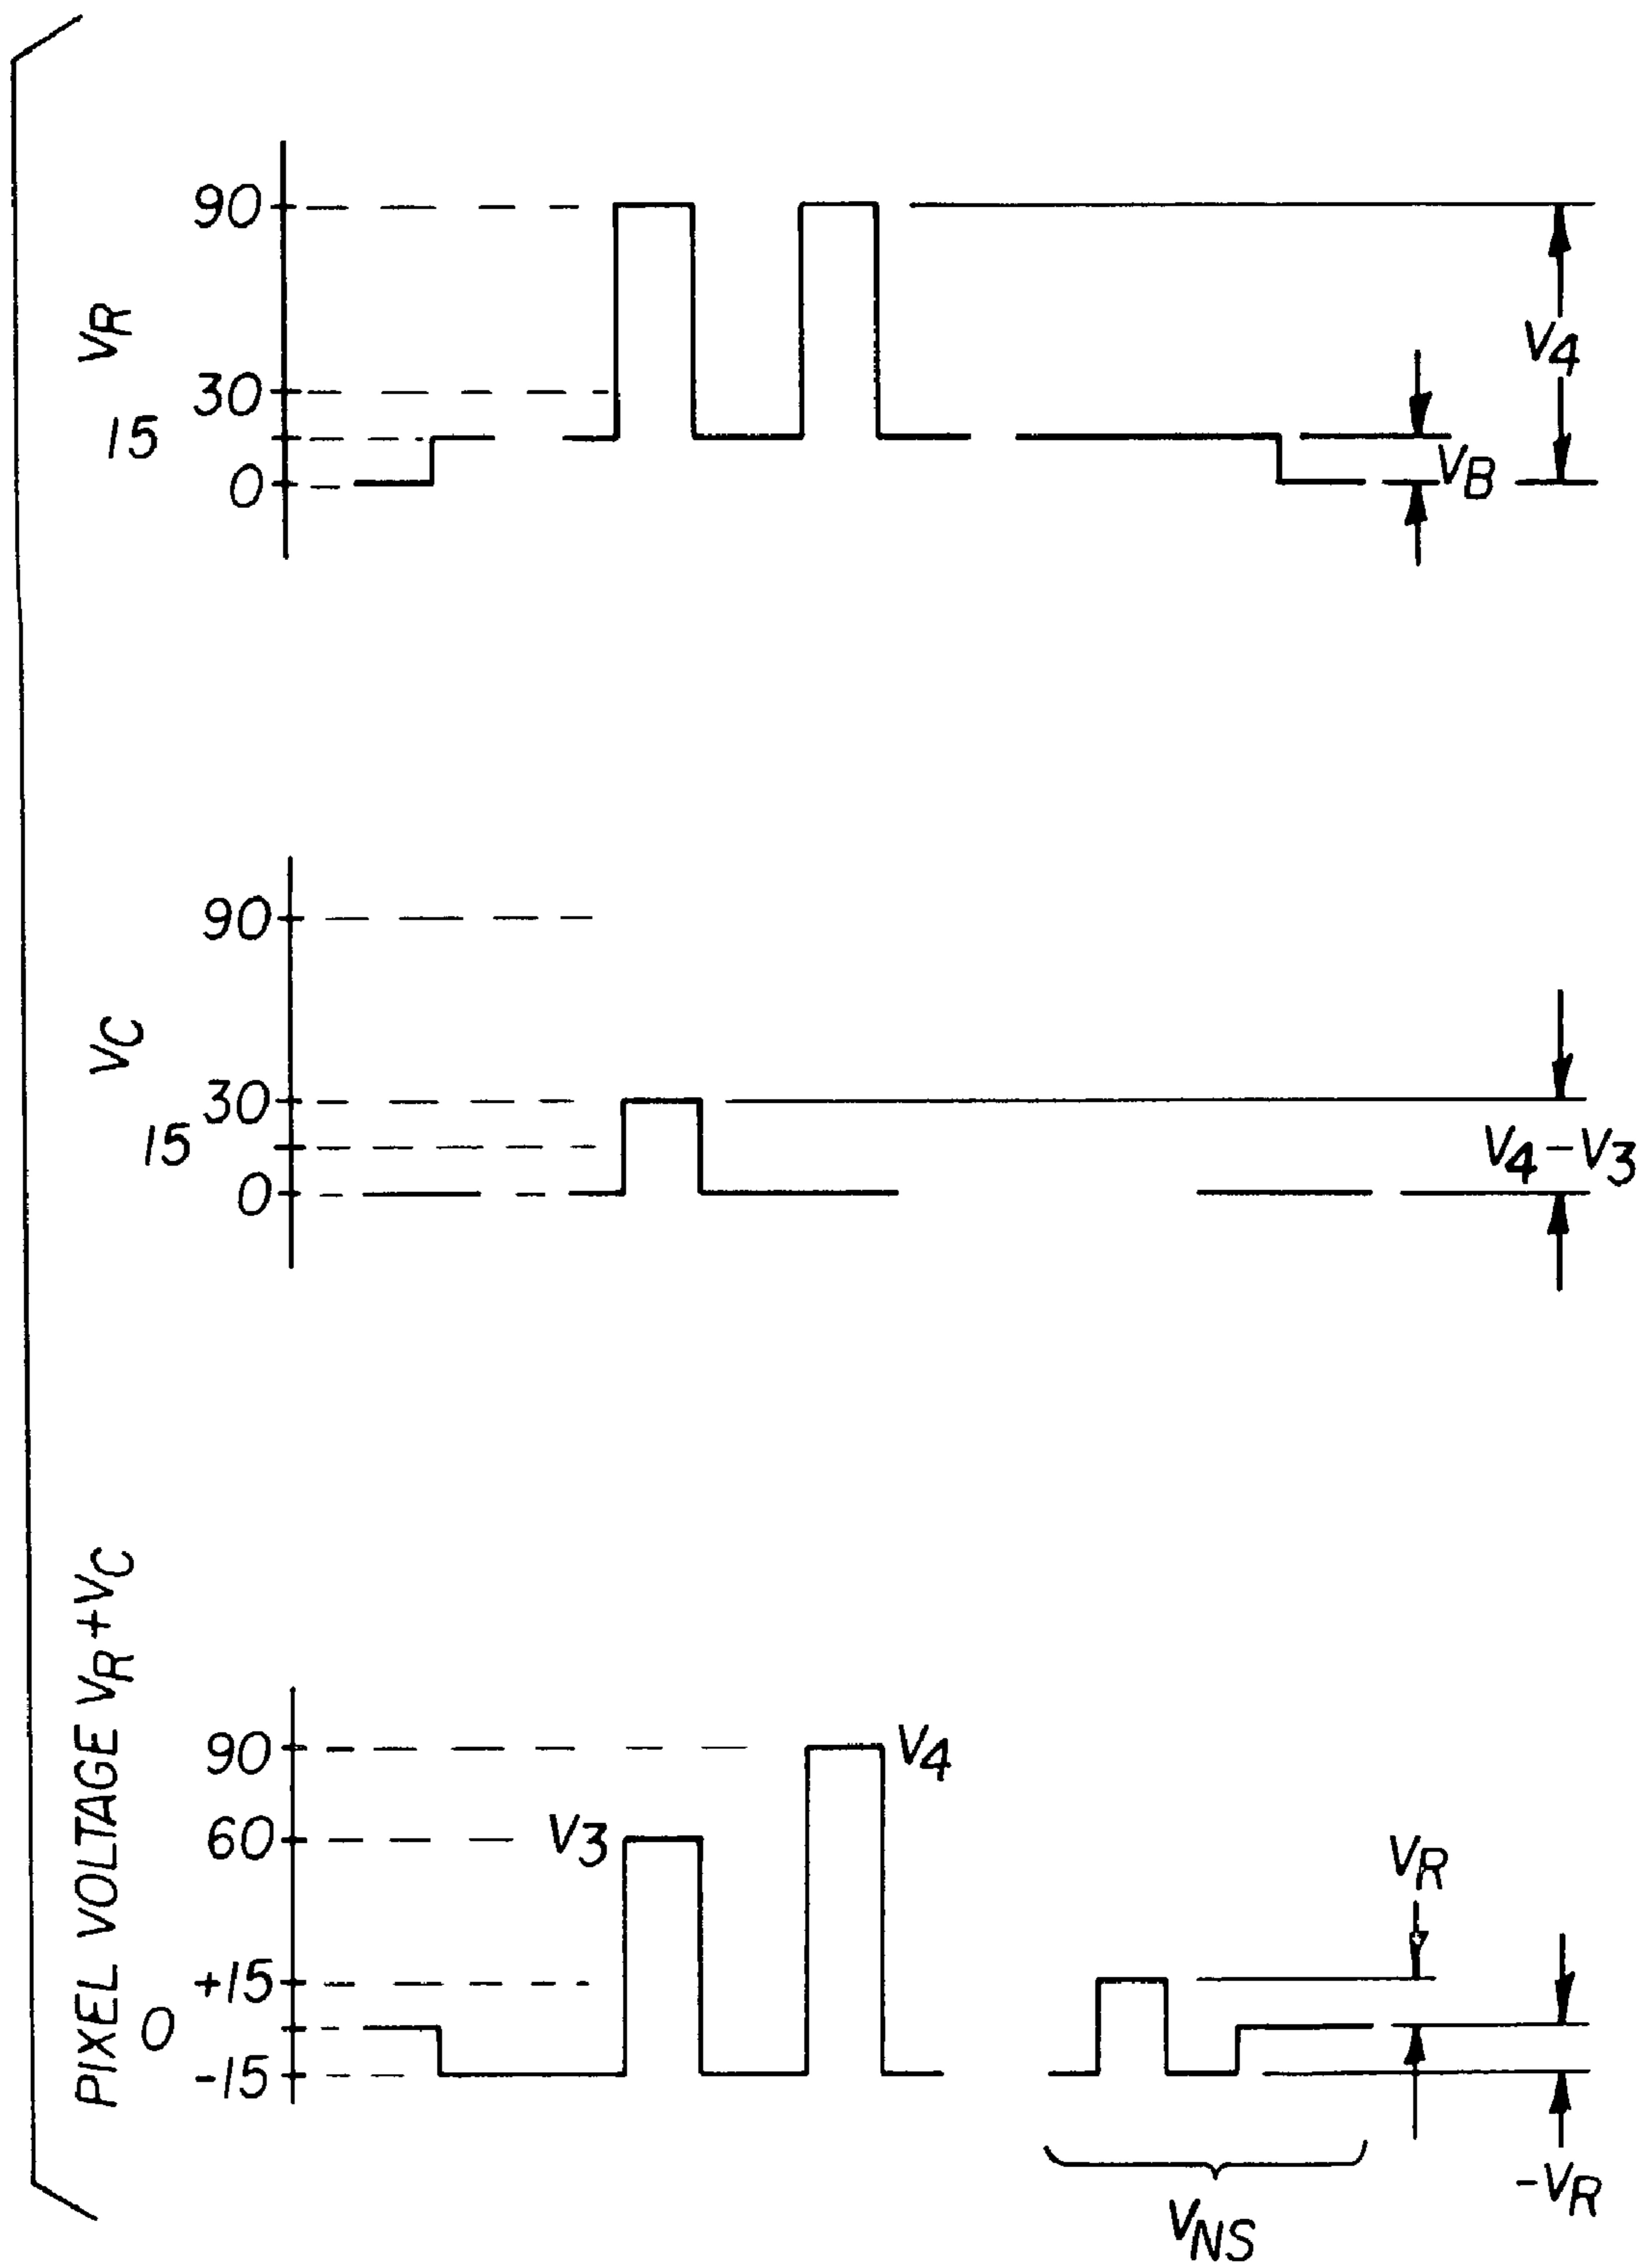 90
VR
30
15
0
V4
VB
90
VC
30
15
0
V4-V3
PIXEL VOLTAGE VR+VC
90
60
+15
0
-15
V3
V4
VR
-VR
VNS